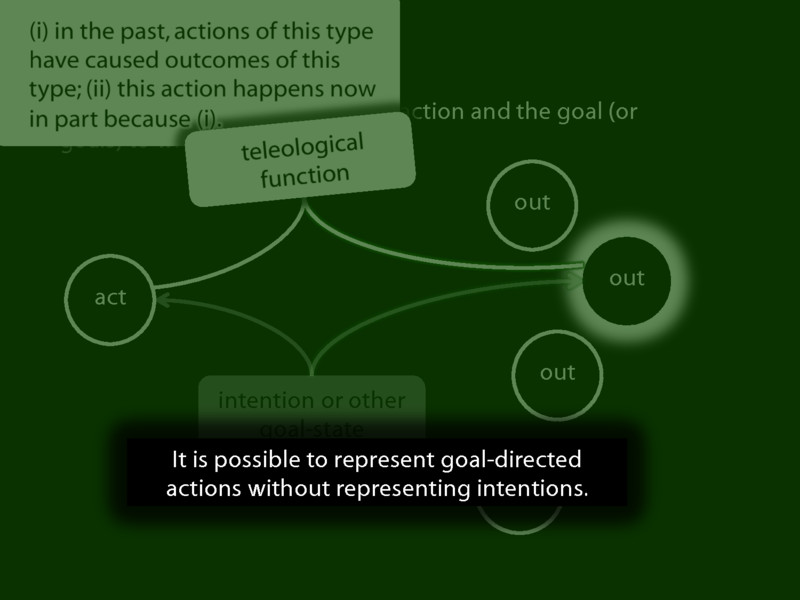 (i) in the past, actions of this type
have caused outcomes of this
type; (ii) this action happens now
in part because (i).
ction and the goal (or
teleological
function
out
out
act
out
intention or other
goal-state
It is possible to represent goal-directed
actions without representing intentions.